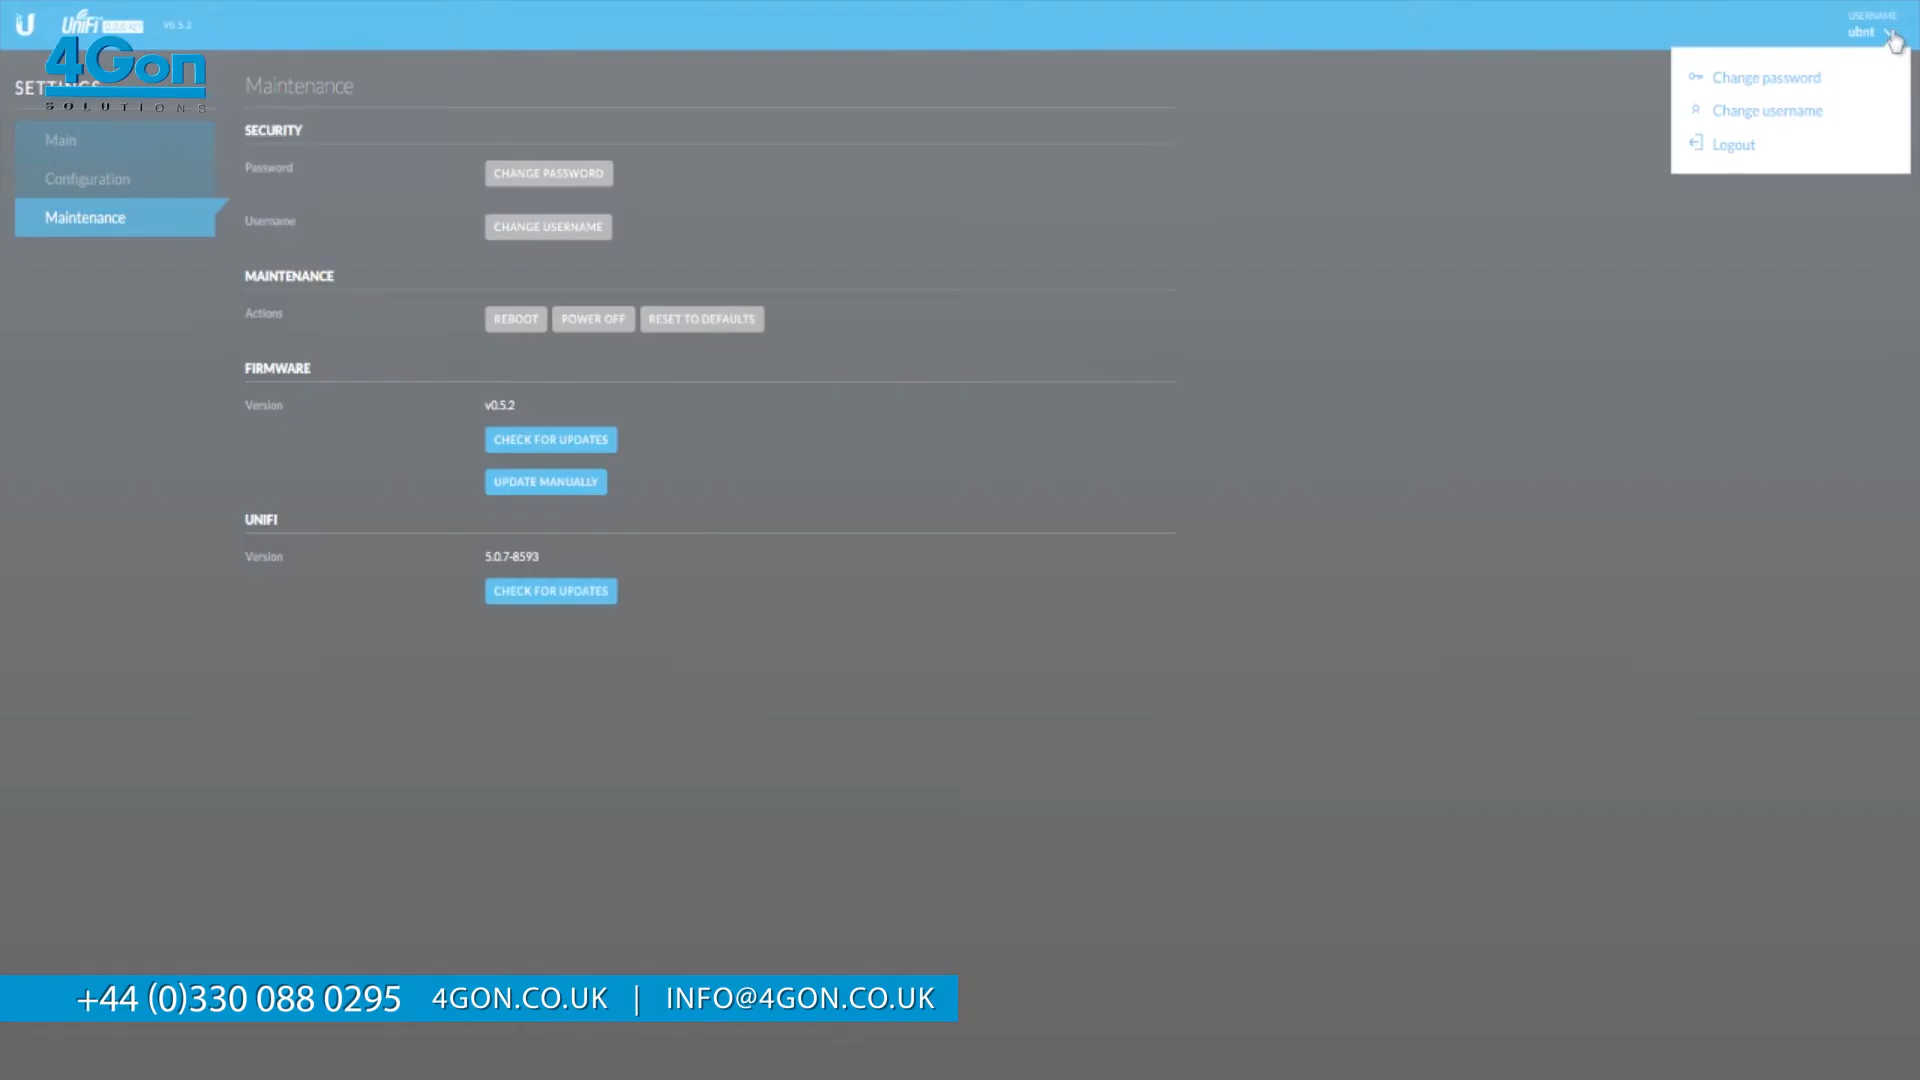 UniFi CLOUD KEY V0.5.2
USERNAME
ubnt
4Gon
SOLUTIONS
SETTINGS
Main
Configuration
Maintenance
Maintenance
SECURITY
Password CHANGE PASSWORD
Username CHANGE USERNAME
MAINTENANCE
Actions REBOOT POWER OFF RESET TO DEFAULTS
FIRMWARE
Version v0.5.2
CHECK FOR UPDATES
UPDATE MANUALLY
UNIFI
Version 5.0.7-8593
CHECK FOR UPDATES
Change password
Change username
Logout
+44 (0)330 088 0295 4GON.CO.UK | INFO@4GON.CO.UK